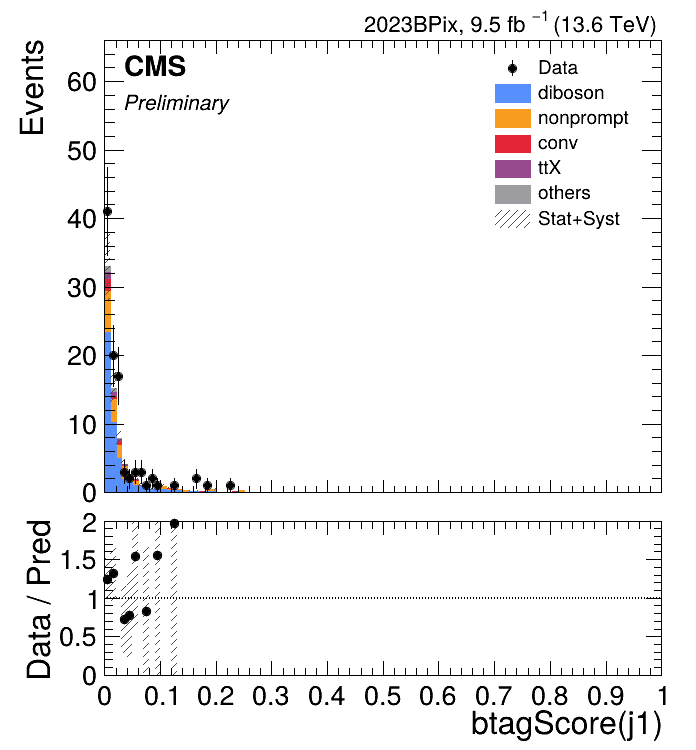 2023BPix, 9.5 fb⁻¹ (13.6 TeV)
CMS
Preliminary
Events
60
50
40
30
20
10
0
Data
diboson
nonprompt
conv
ttX
others
Stat+Syst
Data / Pred
2
1.5
1
0.5
0
0 0.1 0.2 0.3 0.4 0.5 0.6 0.7 0.8 0.9 1
btagScore(j1)